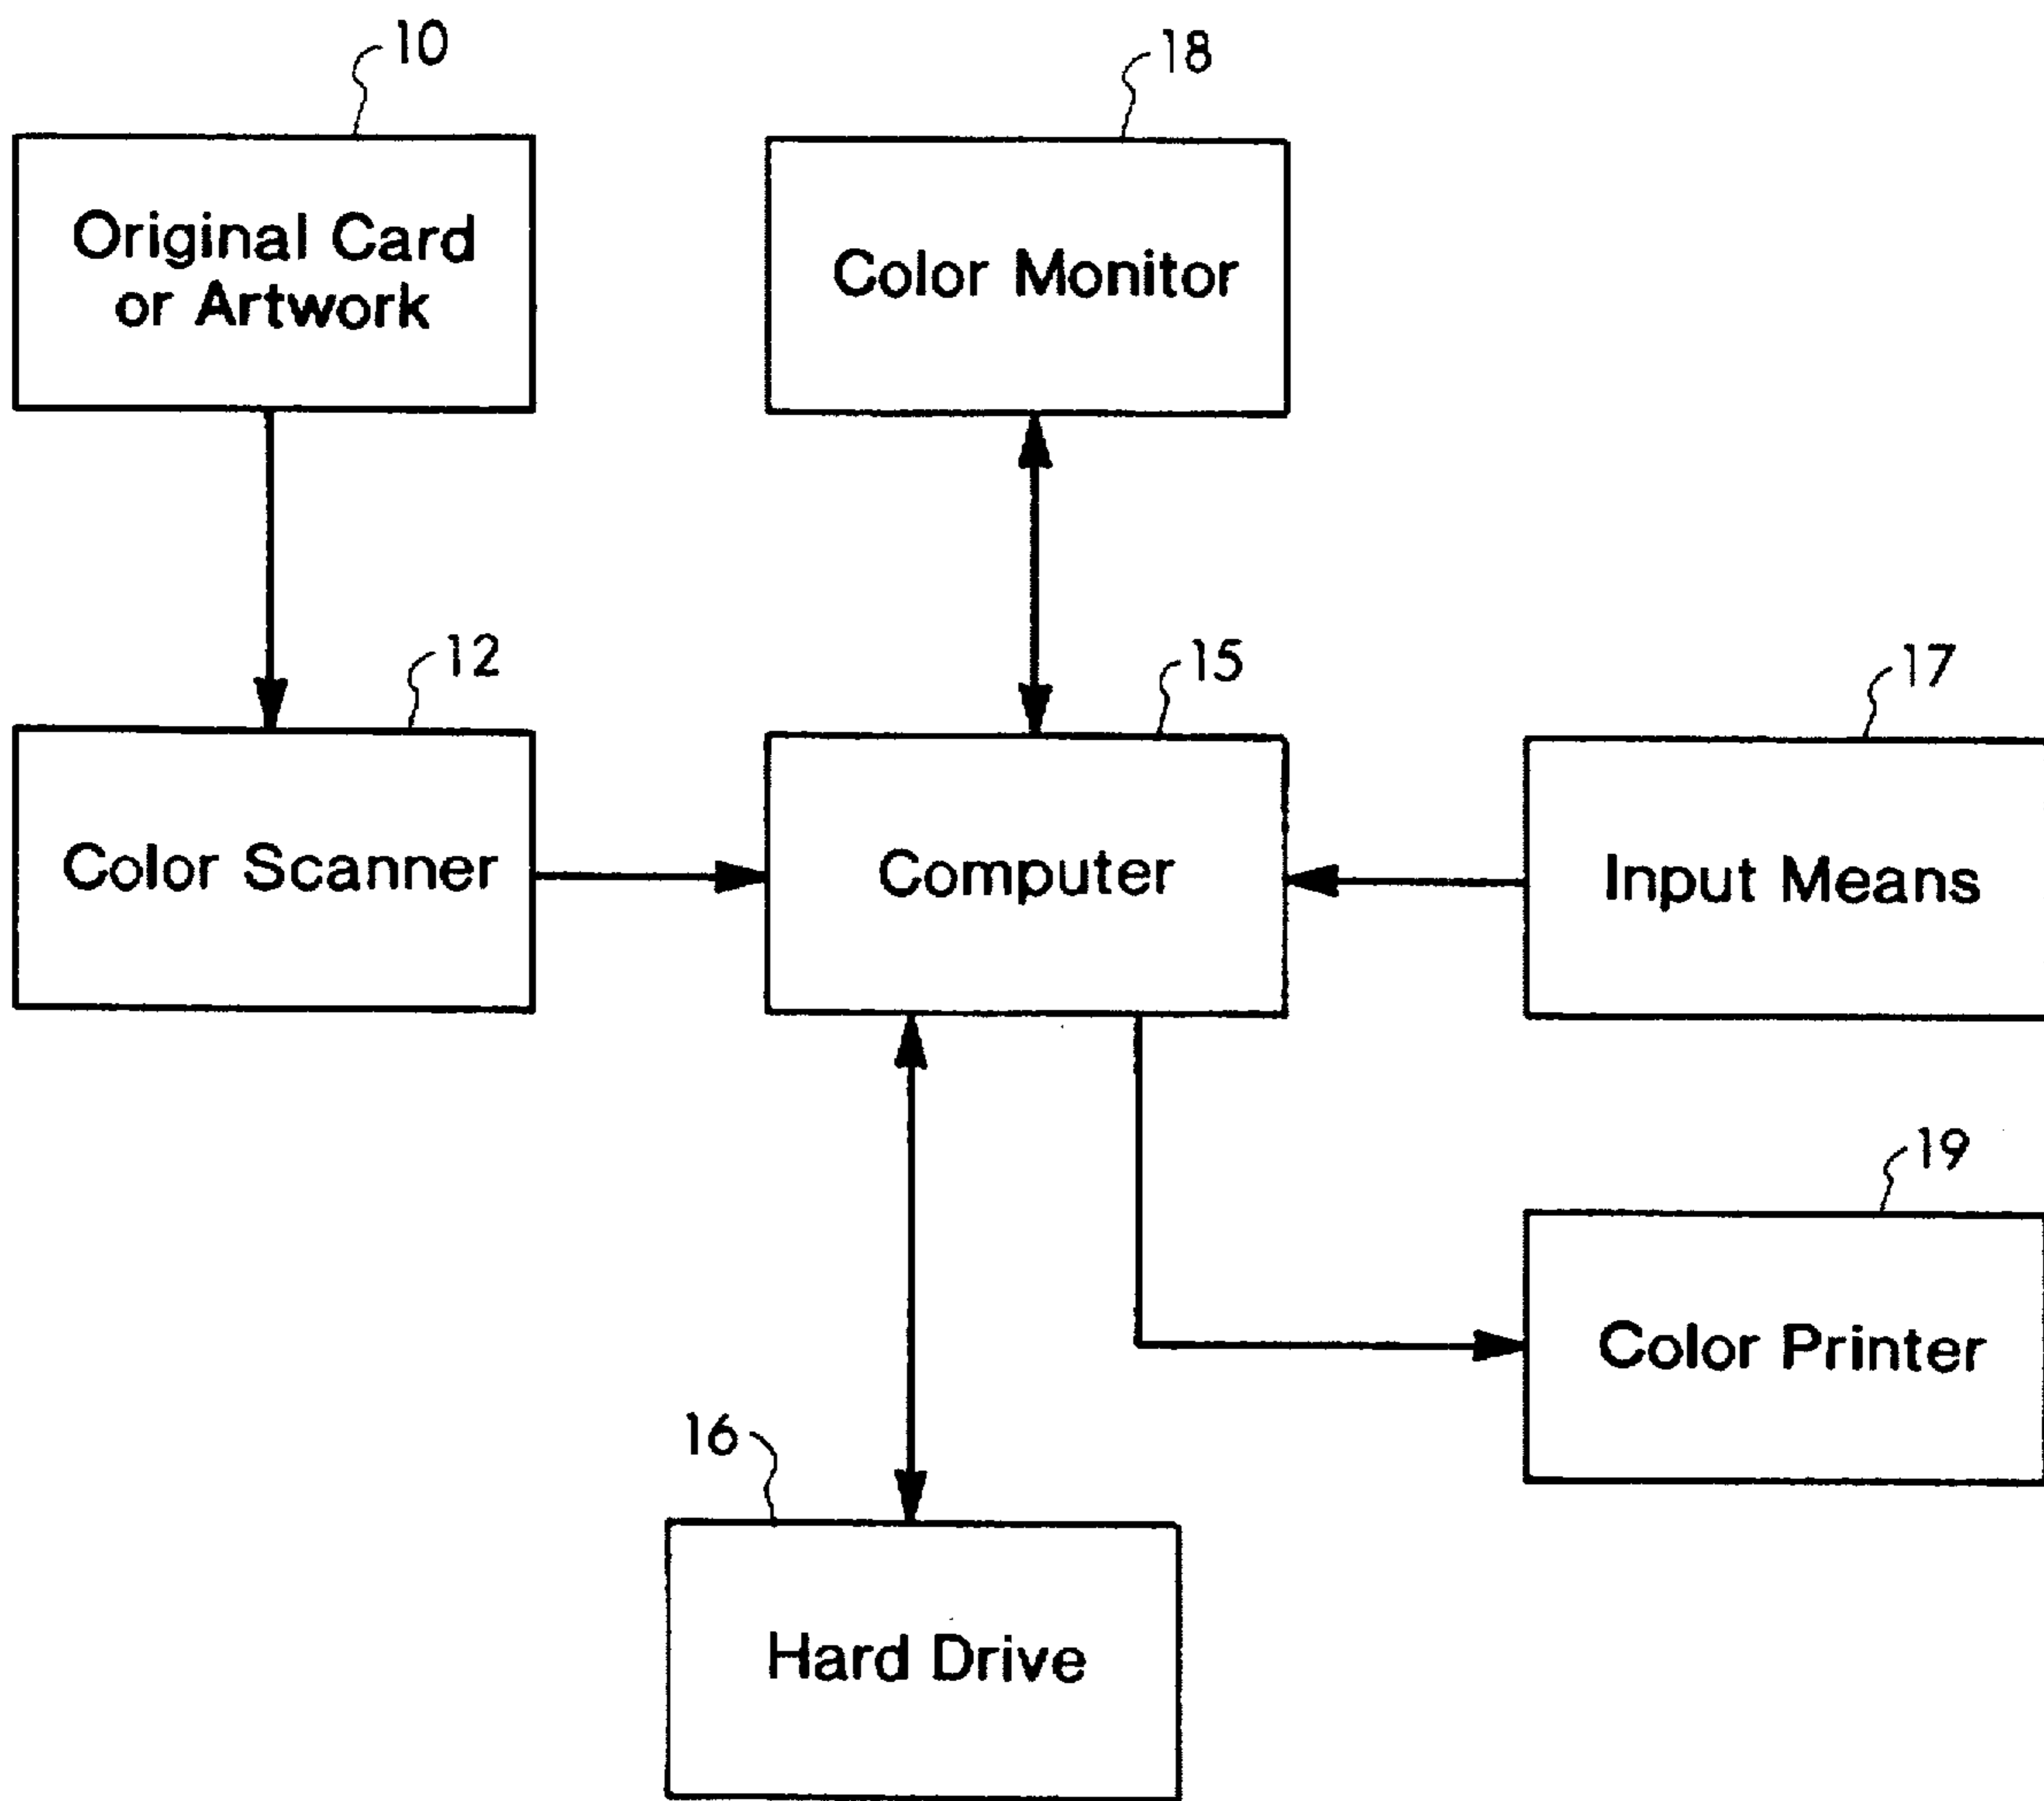 10
18
Original Card
or Artwork
Color Monitor
12
15
17
Color Scanner
Computer
Input Means
19
Color Printer
16
Hard Drive